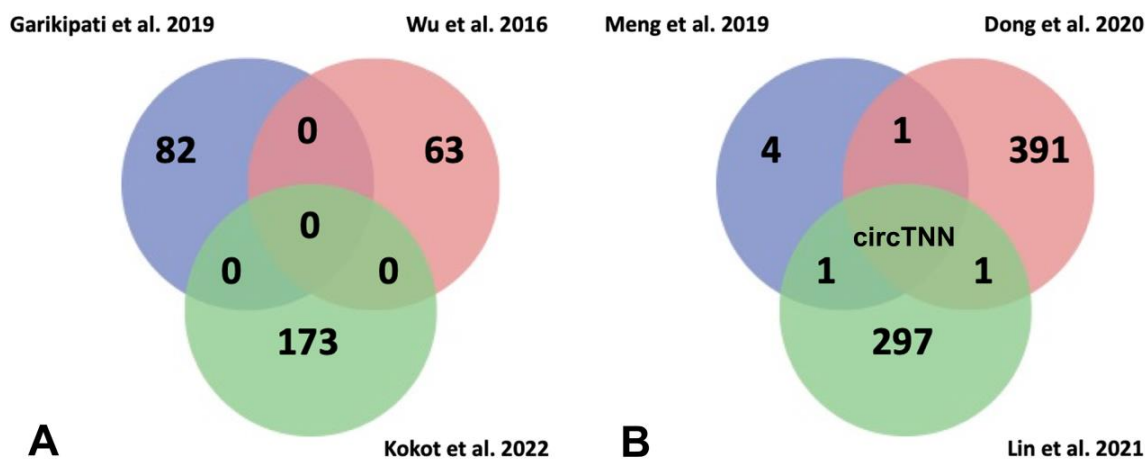 Garikipati et al. 2019
Wu et al. 2016
82
0
63
0
0
0
173
A
Kokot et al. 2022
Meng et al. 2019
Dong et al. 2020
4
1
391
circTNN
1
1
297
B
Lin et al. 2021